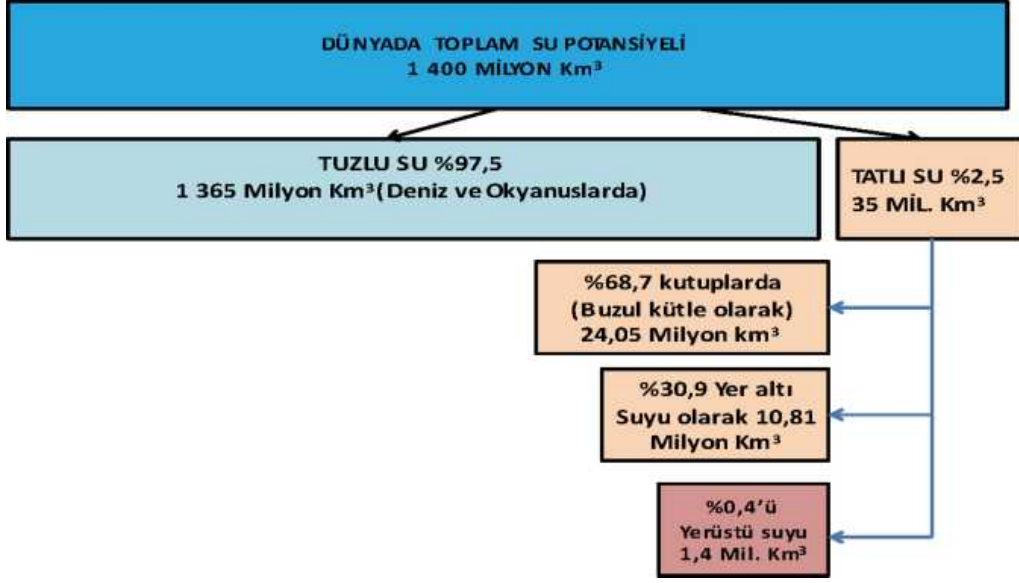 DÜNYADA TOPLAM SU POTANSİYELİ
1 400 MİLYON Km³
TUZLU SU %97,5
1 365 Milyon Km³(Deniz ve Okyanuslarda)
TATLI SU %2,5
35 MİL. Km³
%68,7 kutuplarda
(Buzul kütle olarak)
24,05 Milyon km³
%30,9 Yer altı
Suyu olarak 10,81
Milyon Km³
%0,4'ü
Yerüstü suyu
1,4 Mil. Km³